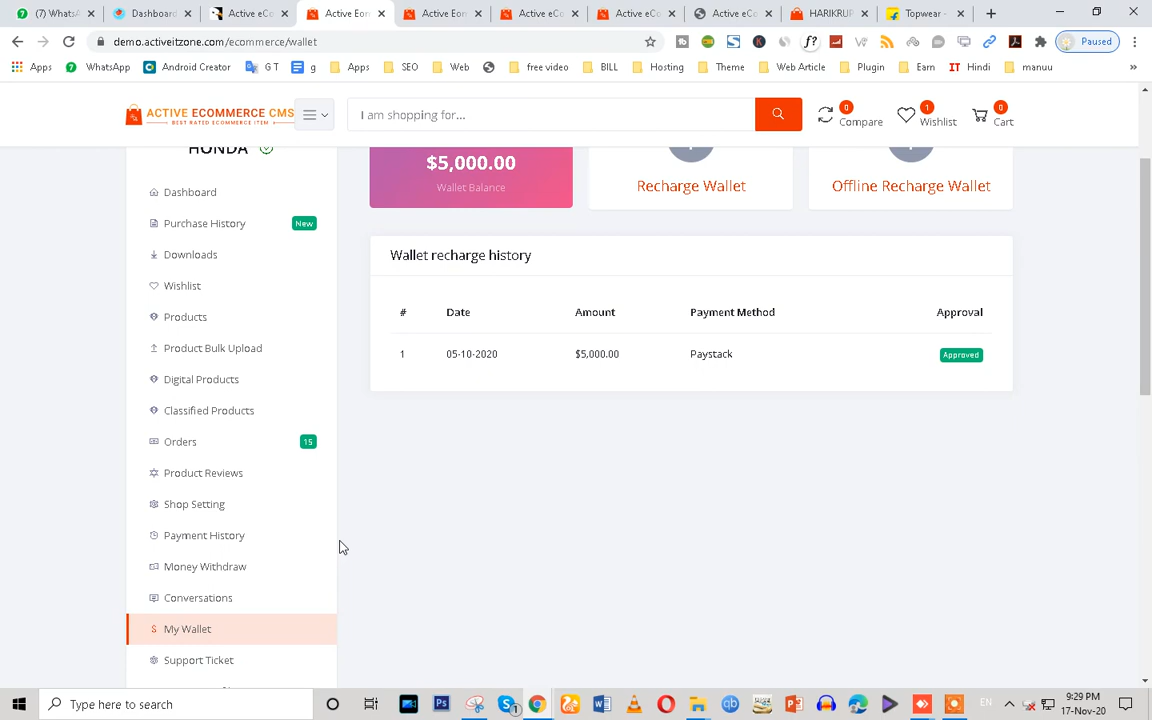 (7) WhatsA
Dashboard
Active eCo
Active Eon
Active Eon
Active eCo
Active eCo
Active eCo
HARIKRUP
Topwear -
demo.activeitzone.com/ecommerce/wallet
Paused
Apps
WhatsApp
Android Creator
G T
g
Apps
SEO
Web
free video
BILL
Hosting
Theme
Web Article
Plugin
Earn
Hindi
manuu
ACTIVE ECOMMERCE CMS
BEST RATED ECOMMERCE ITEM
I am shopping for...
0
Compare
1
Wishlist
0
Cart
HONDA
Dashboard
Purchase History
New
Downloads
Wishlist
Products
Product Bulk Upload
Digital Products
Classified Products
Orders
15
Product Reviews
Shop Setting
Payment History
Money Withdraw
Conversations
My Wallet
Support Ticket
$5,000.00
Wallet Balance
Recharge Wallet
Offline Recharge Wallet
Wallet recharge history
# Date Amount Payment Method Approval
1 05-10-2020 $5,000.00 Paystack Approved
Type here to search
EN
9:29 PM
17-Nov-20